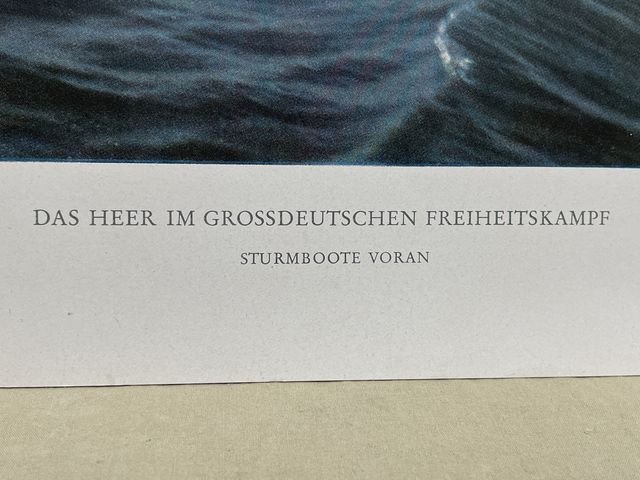 DAS HEER IM GROSSDEUTSCHEN FREIHEITSKAMPF
STURMBOOTE VORAN